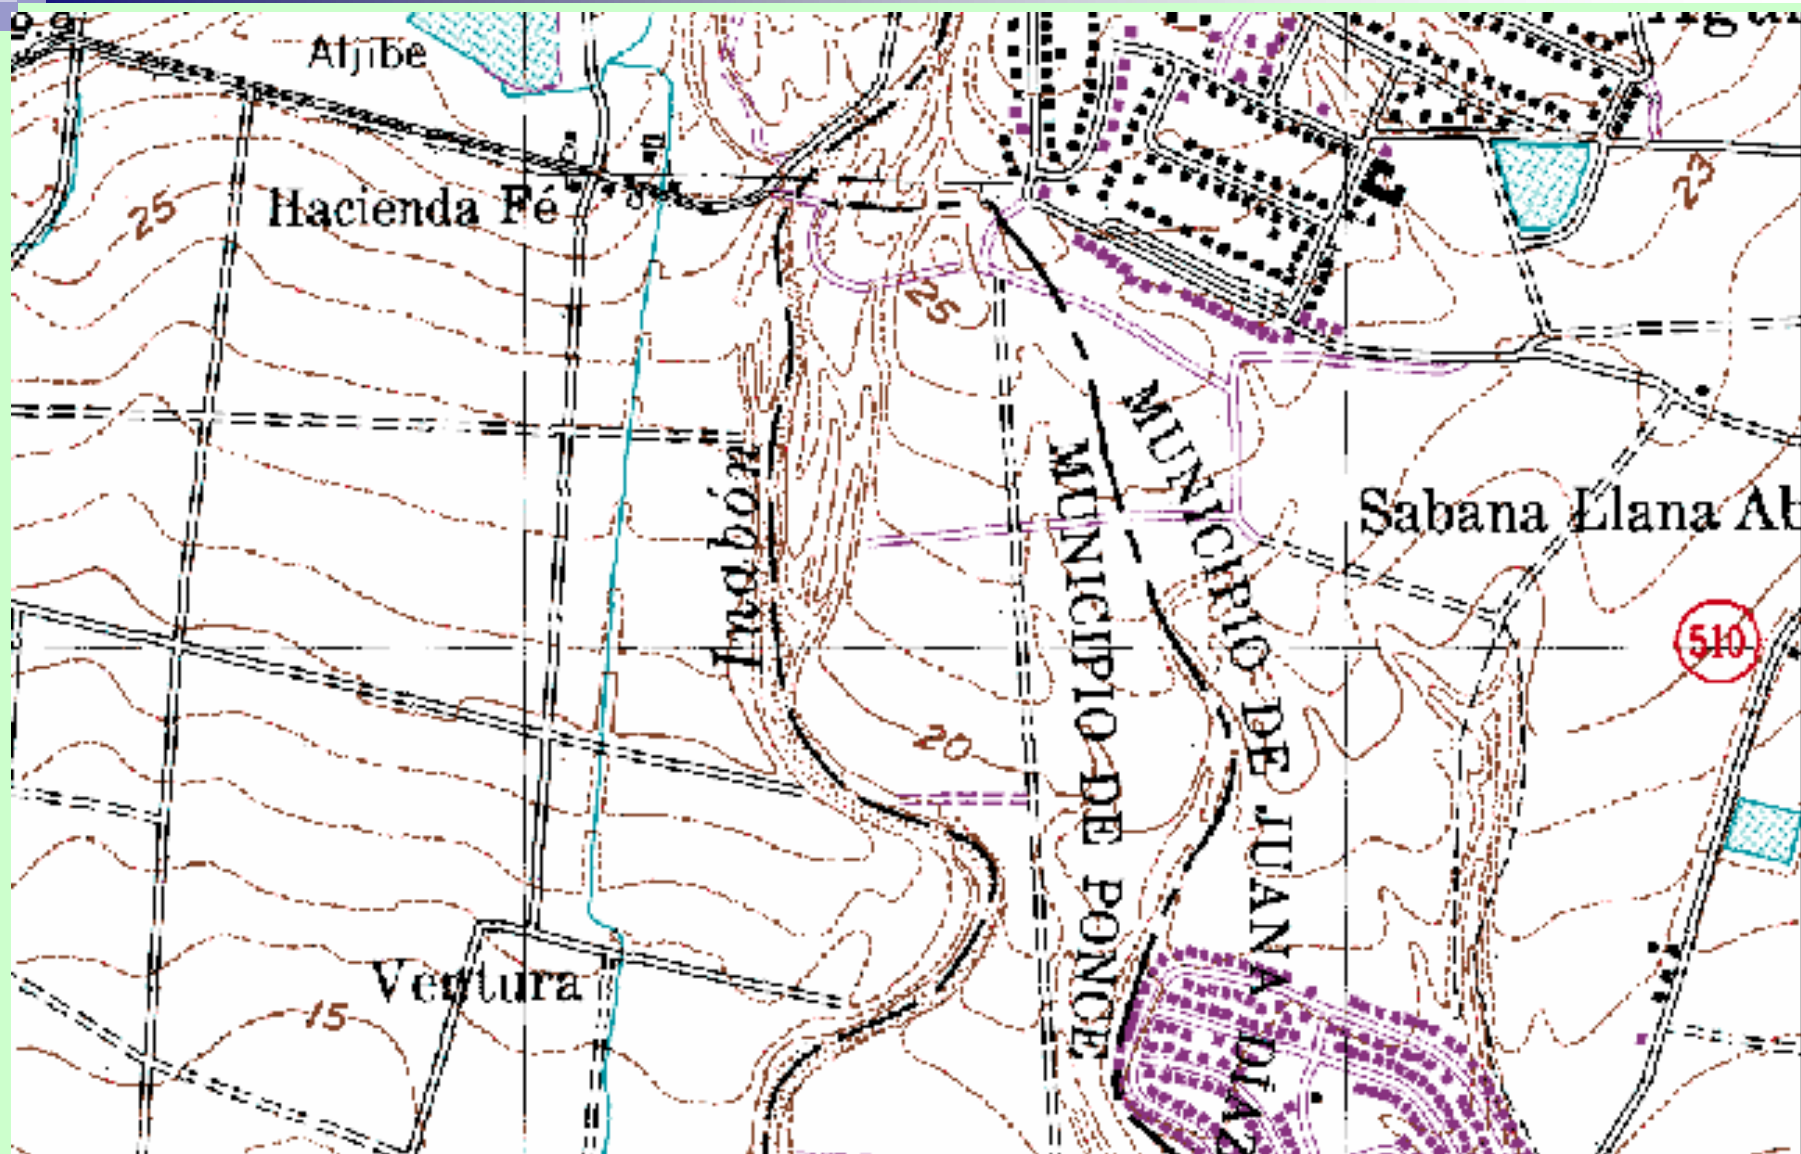 Aljibe
25
Hacienda Fé
23
25
MUNICIPIO DE JUANA DÍAZ
MUNICIPIO DE PONCE
Inabón
Sabana Llana
510
20
Ventura
15